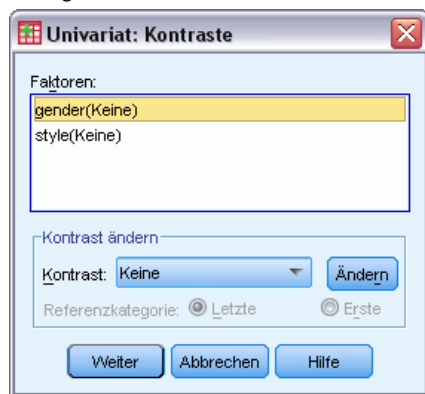 Univariat: Kontraste
Faktoren:
gender(Keine)
style(Keine)
Kontrast ändern
Kontrast: Keine Ändern
Referenzkategorie: Letzte Erste
Weiter Abbrechen Hilfe